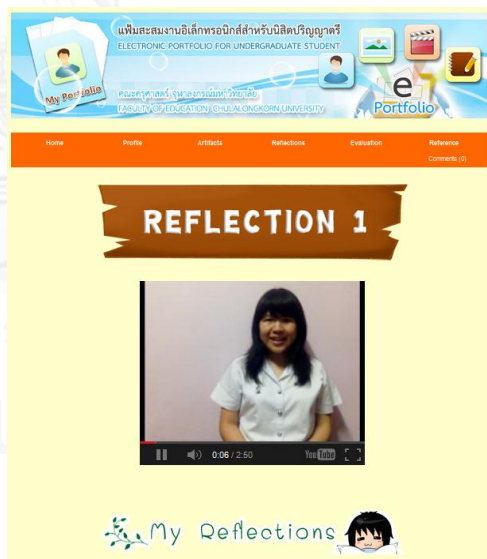 แฟ้มสะสมงานอิเล็กทรอนิกส์สำหรับนิสิตปริญญาตรี
ELECTRONIC PORTFOLIO FOR UNDERGRADUATE STUDENT
My Portfolio
คณะครุศาสตร์ จุฬาลงกรณ์มหาวิทยาลัย
FACULTY OF EDUCATION CHULALONGKORN UNIVERSITY
e
Portfolio
Home Profile Artifacts Reflections Evaluation Reference
Comments (0)
REFLECTION 1
0:06 / 2:50 YouTube
My Reflections